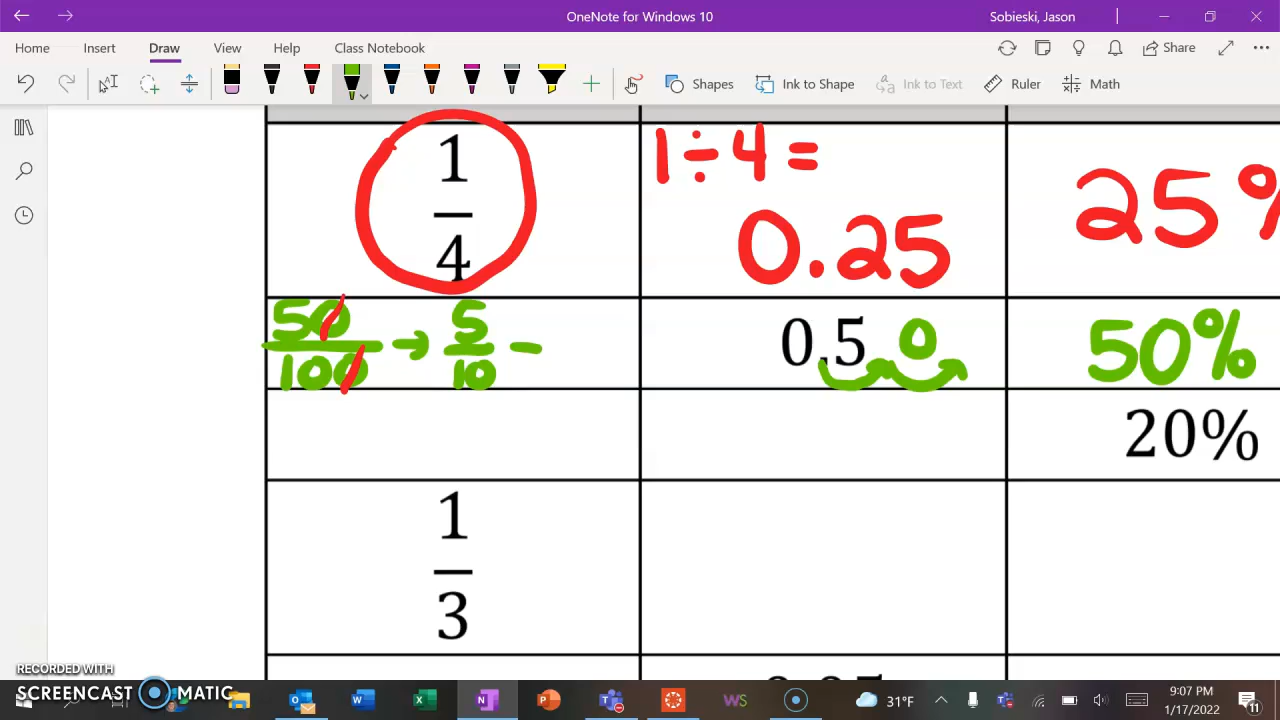 OneNote for Windows 10
Sobieski, Jason
Home Insert Draw View Help Class Notebook
Share
Shapes Ink to Shape Ink to Text Ruler Math
1
4
1÷4=
0.25
25%
50
100
→
5
10
–
0.5 0
50%
20%
1
3
RECORDED WITH
SCREENCAST MATIC
31°F
9:07 PM
1/17/2022
11